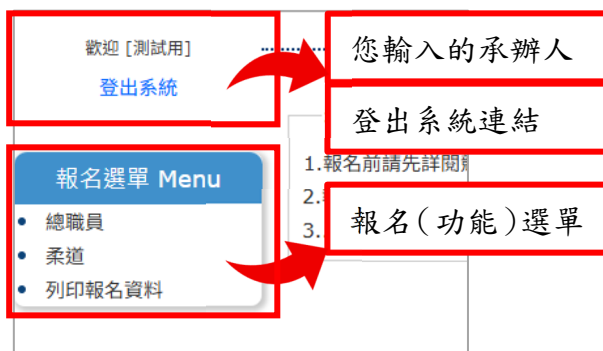 歡迎 [測試用]
登出系統
您輸入的承辦人
登出系統連結
報名選單 Menu
總職員
柔道
列印報名資料
1.報名前請先詳閱
2.
3.
報名(功能)選單